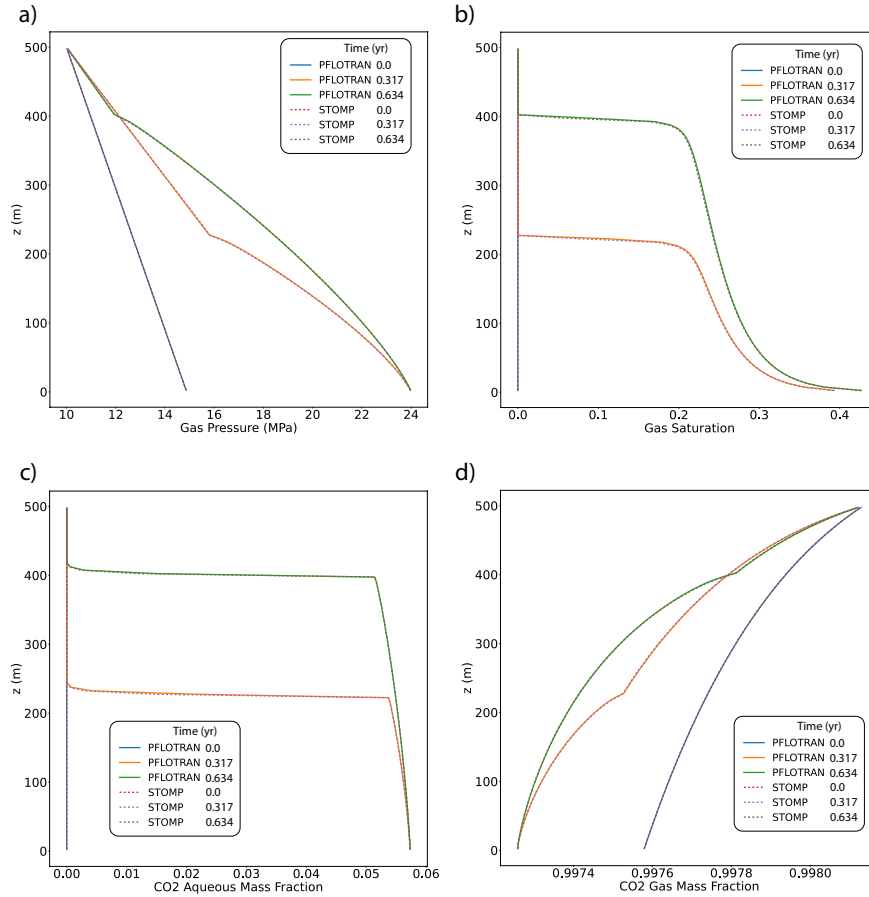 a)
500
400
300
200
100
0
z (m)
10 12 14 16 18 20 22 24
Gas Pressure (MPa)
Time (yr)
PFLOTRAN 0.0
PFLOTRAN 0.317
PFLOTRAN 0.634
STOMP 0.0
STOMP 0.317
STOMP 0.634
b)
500
400
300
200
100
0
z (m)
0.0 0.1 0.2 0.3 0.4
Gas Saturation
Time (yr)
PFLOTRAN 0.0
PFLOTRAN 0.317
PFLOTRAN 0.634
STOMP 0.0
STOMP 0.317
STOMP 0.634
c)
500
400
300
200
100
0
z (m)
0.00 0.01 0.02 0.03 0.04 0.05 0.06
CO2 Aqueous Mass Fraction
Time (yr)
PFLOTRAN 0.0
PFLOTRAN 0.317
PFLOTRAN 0.634
STOMP 0.0
STOMP 0.317
STOMP 0.634
d)
500
400
300
200
100
0
z (m)
0.9974 0.9976 0.9978 0.9980
CO2 Gas Mass Fraction
Time (yr)
PFLOTRAN 0.0
PFLOTRAN 0.317
PFLOTRAN 0.634
STOMP 0.0
STOMP 0.317
STOMP 0.634